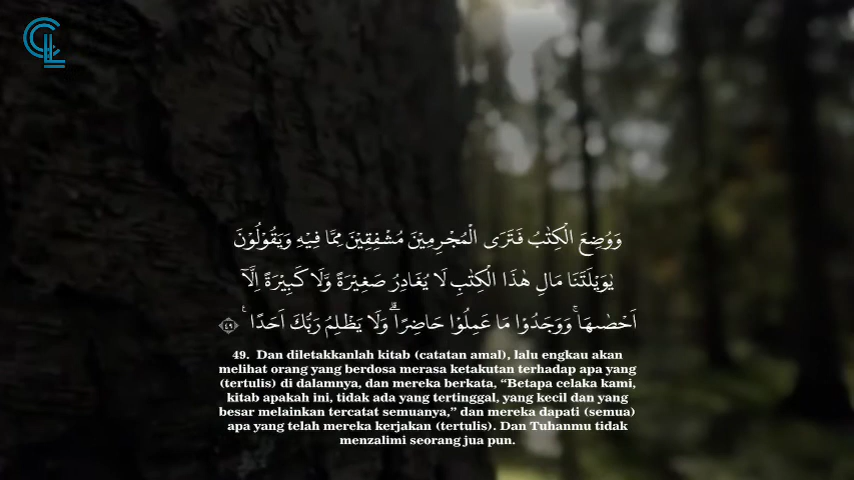 وَوُضِعَ الْكِتٰبُ فَتَرَى الْمُجْرِمِيْنَ مُشْفِقِيْنَ مِمَّا فِيْهِ وَيَقُوْلُوْنَ
يٰوَيْلَتَنَا مَالِ هٰذَا الْكِتٰبِ لَا يُغَادِرُ صَغِيْرَةً وَّلَا كَبِيْرَةً اِلَّآ
اَحْصٰىهَاۚ وَوَجَدُوْا مَا عَمِلُوْا حَاضِرًاۗ وَلَا يَظْلِمُ رَبُّكَ اَحَدًا ࣖ ٤٩
49. Dan diletakkanlah kitab (catatan amal), lalu engkau akan
melihat orang yang berdosa merasa ketakutan terhadap apa yang
(tertulis) di dalamnya, dan mereka berkata, “Betapa celaka kami,
kitab apakah ini, tidak ada yang tertinggal, yang kecil dan yang
besar melainkan tercatat semuanya,” dan mereka dapati (semua)
apa yang telah mereka kerjakan (tertulis). Dan Tuhanmu tidak
menzalimi seorang jua pun.